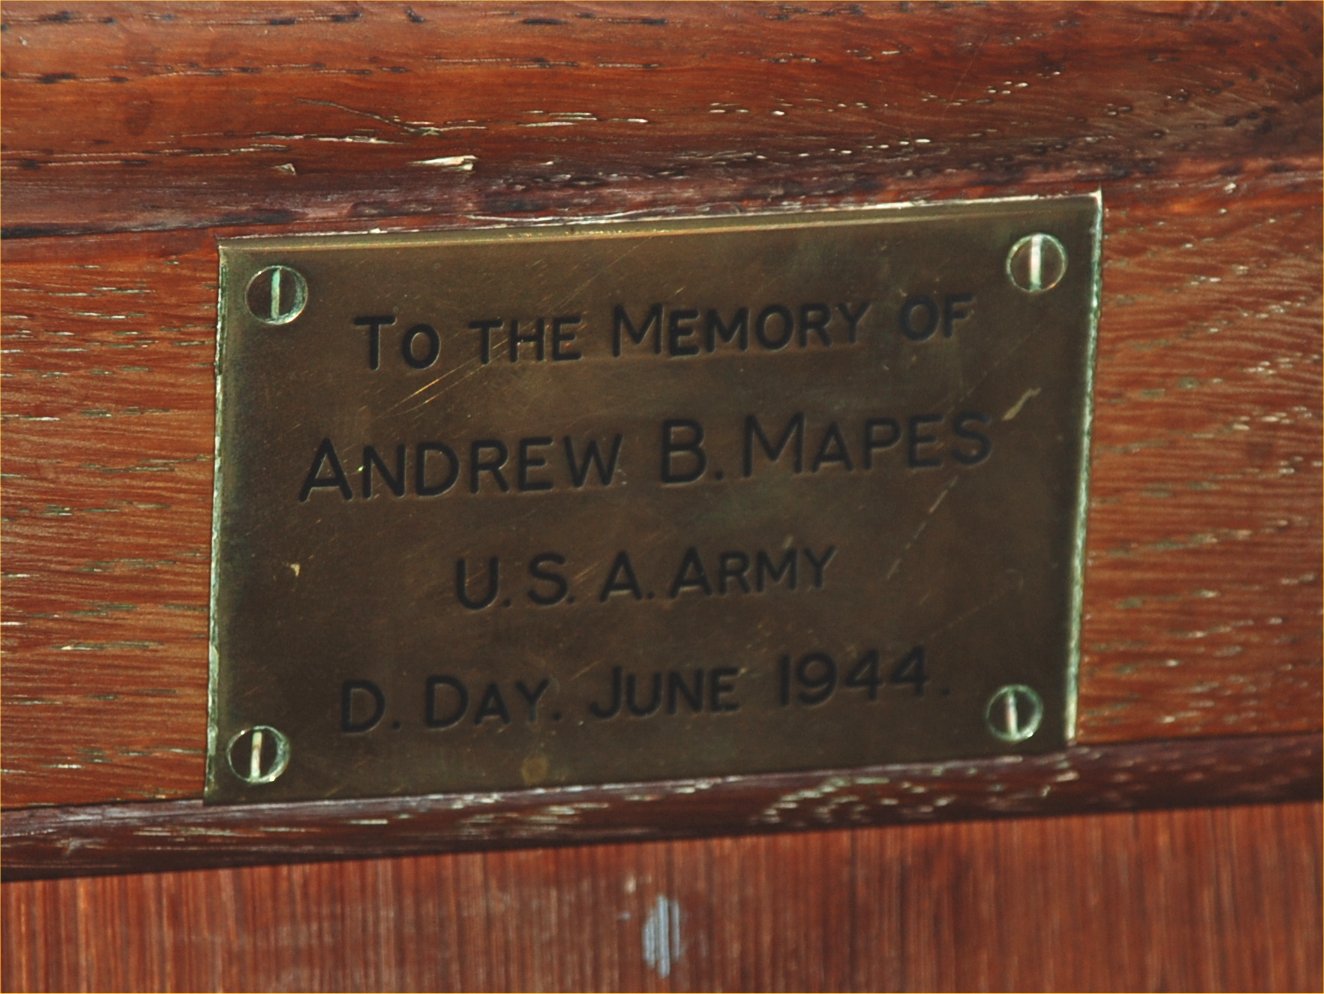 To the Memory of
Andrew B. Mapes
U.S.A. Army
D. Day. June 1944.